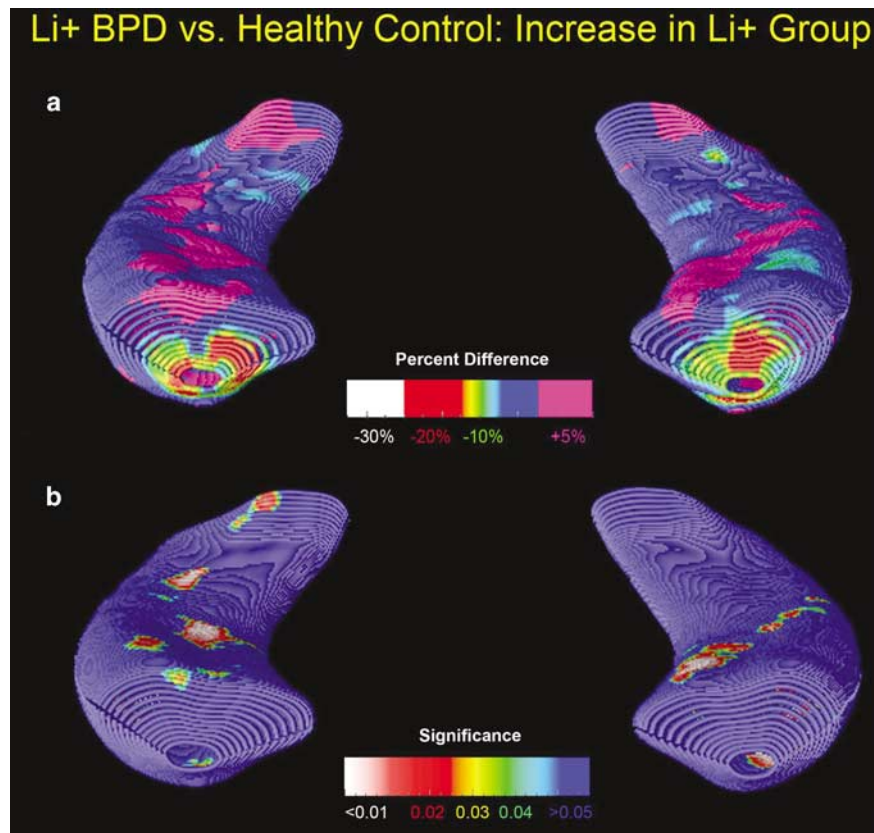 Li+ BPD vs. Healthy Control: Increase in Li+ Group
a
Percent Difference
-30% -20% -10% +5%
b
Significance
<0.01 0.02 0.03 0.04 >0.05